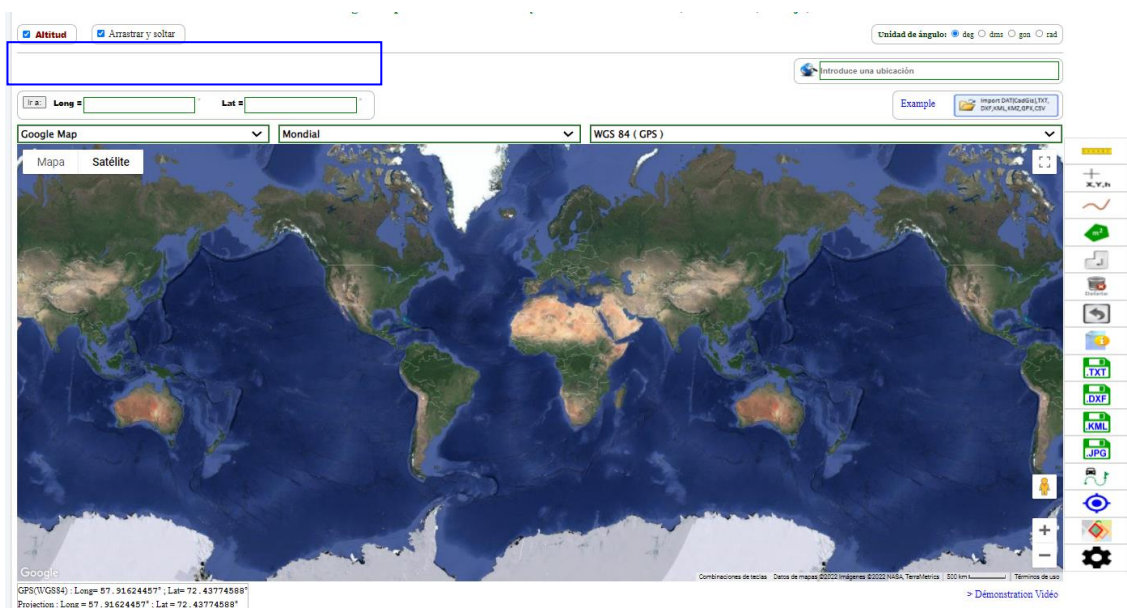 Altitud Arrastrar y soltar Unidad de ángulo: deg dms gon rad
Introduce una ubicación
Ir a: Long = ° Lat = °
Example Import DAT(CadGis),TXT,
DXF,KML,KMZ,GPX,CSV
Google Map Mondial WGS 84 ( GPS )
Mapa Satélite
X,Y,h
m²
Delete
.TXT
.DXF
.KML
.JPG
Google
Combinaciones de teclas Datos de mapas ©2022 Imágenes ©2022 NASA, TerraMetrics 500 km Términos de uso
GPS(WGS84) : Long= 57.91624457° ; Lat= 72.43774588°
> Démonstration Vidéo
Projection : Long = 57.91624457° ; Lat = 72.43774588°